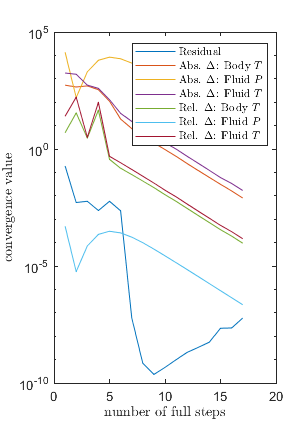 10^5
10^0
10^-5
10^-10
convergence value
Residual
Abs. Δ: Body T
Abs. Δ: Fluid P
Abs. Δ: Fluid T
Rel. Δ: Body T
Rel. Δ: Fluid P
Rel. Δ: Fluid T
0 5 10 15 20
number of full steps